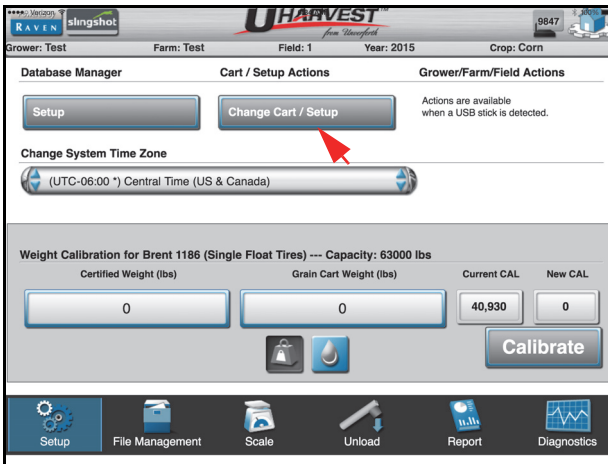 Verizon
RAVEN slingshot
UHARVEST™
from Unverferth
9847
Grower: Test Farm: Test Field: 1 Year: 2015 Crop: Corn
Database Manager Cart / Setup Actions Grower/Farm/Field Actions
Setup Change Cart / Setup Actions are available
when a USB stick is detected.
Change System Time Zone
(UTC-06:00 *) Central Time (US & Canada)
Weight Calibration for Brent 1186 (Single Float Tires) --- Capacity: 63000 lbs
Certified Weight (lbs) Grain Cart Weight (lbs) Current CAL New CAL
0 0 40,930 0
Calibrate
Setup File Management Scale Unload Report Diagnostics